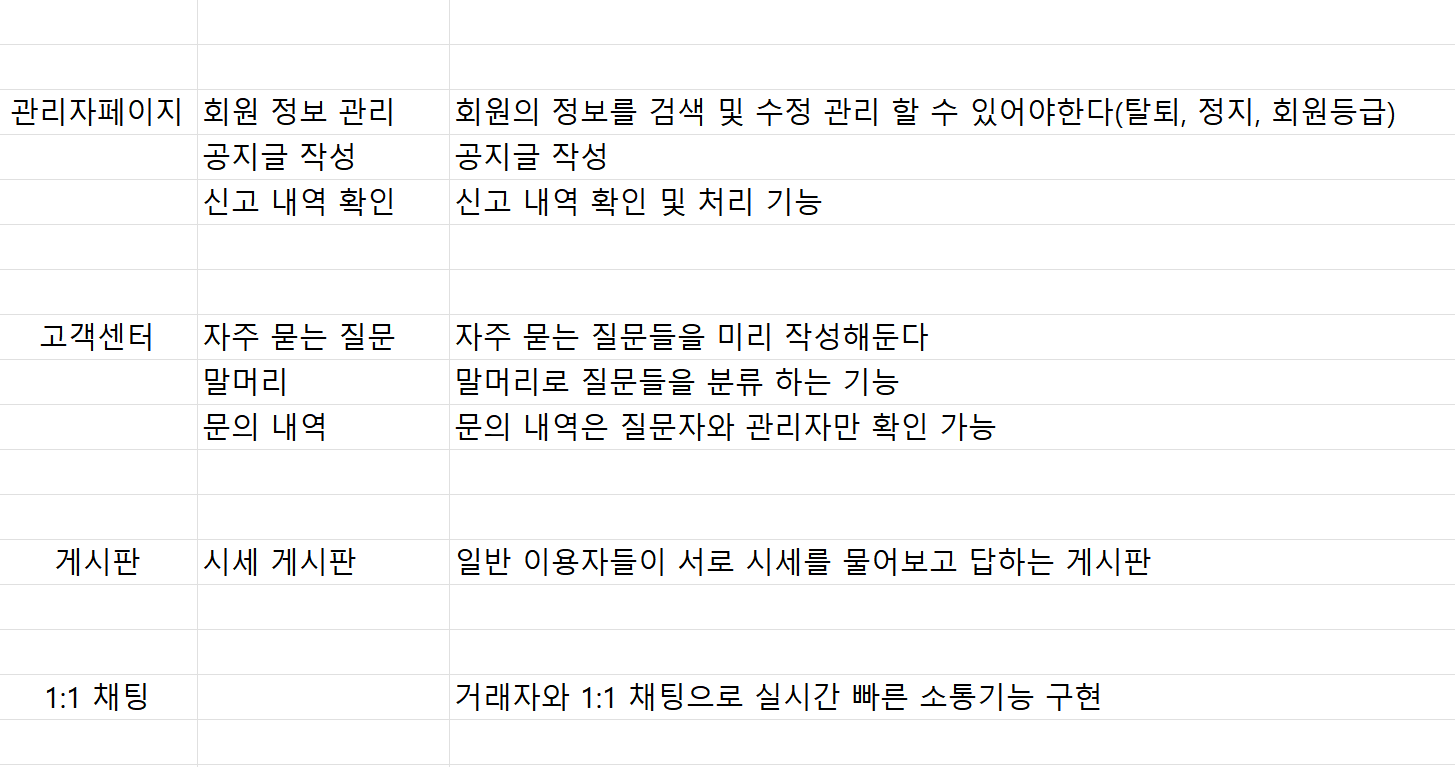 관리자페이지 회원 정보 관리 회원의 정보를 검색 및 수정 관리 할 수 있어야한다(탈퇴, 정지, 회원등급)
공지글 작성 공지글 작성
신고 내역 확인 신고 내역 확인 및 처리 기능
고객센터 자주 묻는 질문 자주 묻는 질문들을 미리 작성해둔다
말머리 말머리로 질문들을 분류 하는 기능
문의 내역 문의 내역은 질문자와 관리자만 확인 가능
게시판 시세 게시판 일반 이용자들이 서로 시세를 물어보고 답하는 게시판
1:1 채팅 거래자와 1:1 채팅으로 실시간 빠른 소통기능 구현